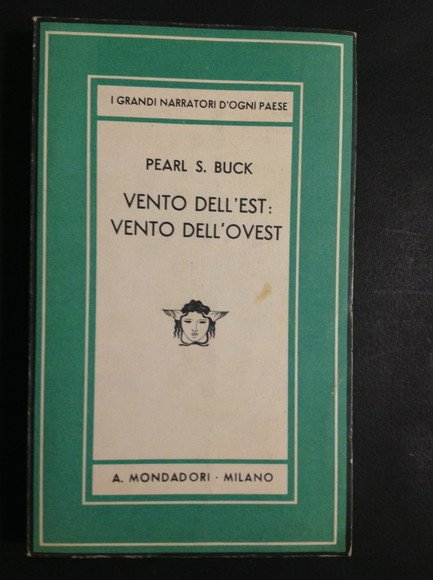 I GRANDI NARRATORI D'OGNI PAESE
PEARL S. BUCK
VENTO DELL'EST:
VENTO DELL'OVEST
A. MONDADORI - MILANO